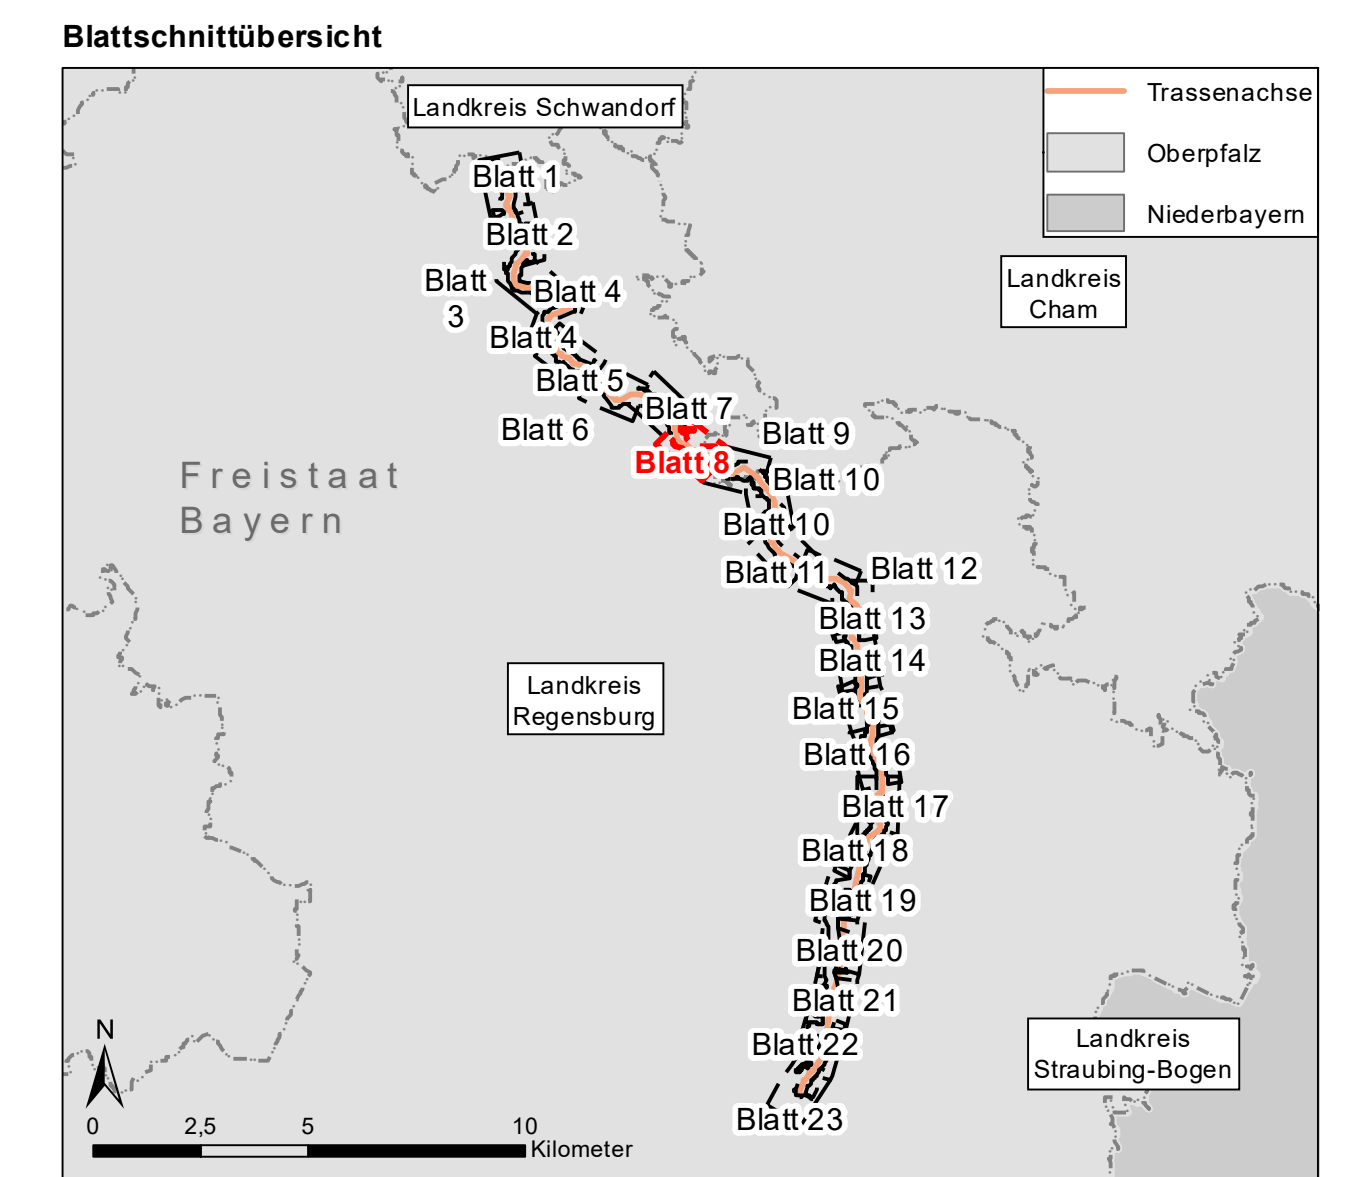 Blattschnittübersicht
Landkreis Schwandorf
Trassenachse
Oberpfalz
Niederbayern
Blatt 1
Blatt 2
Blatt
3
Blatt 4
Blatt 4
Blatt 5
Blatt 6
Blatt 7
Blatt 8
Blatt 9
Blatt 10
Blatt 10
Blatt 11
Blatt 12
Blatt 13
Blatt 14
Blatt 15
Blatt 16
Blatt 17
Blatt 18
Blatt 19
Blatt 20
Blatt 21
Blatt 22
Blatt 23
Landkreis
Cham
Freistaat
Bayern
Landkreis
Regensburg
Landkreis
Straubing-Bogen
N
0 2,5 5 10
Kilometer